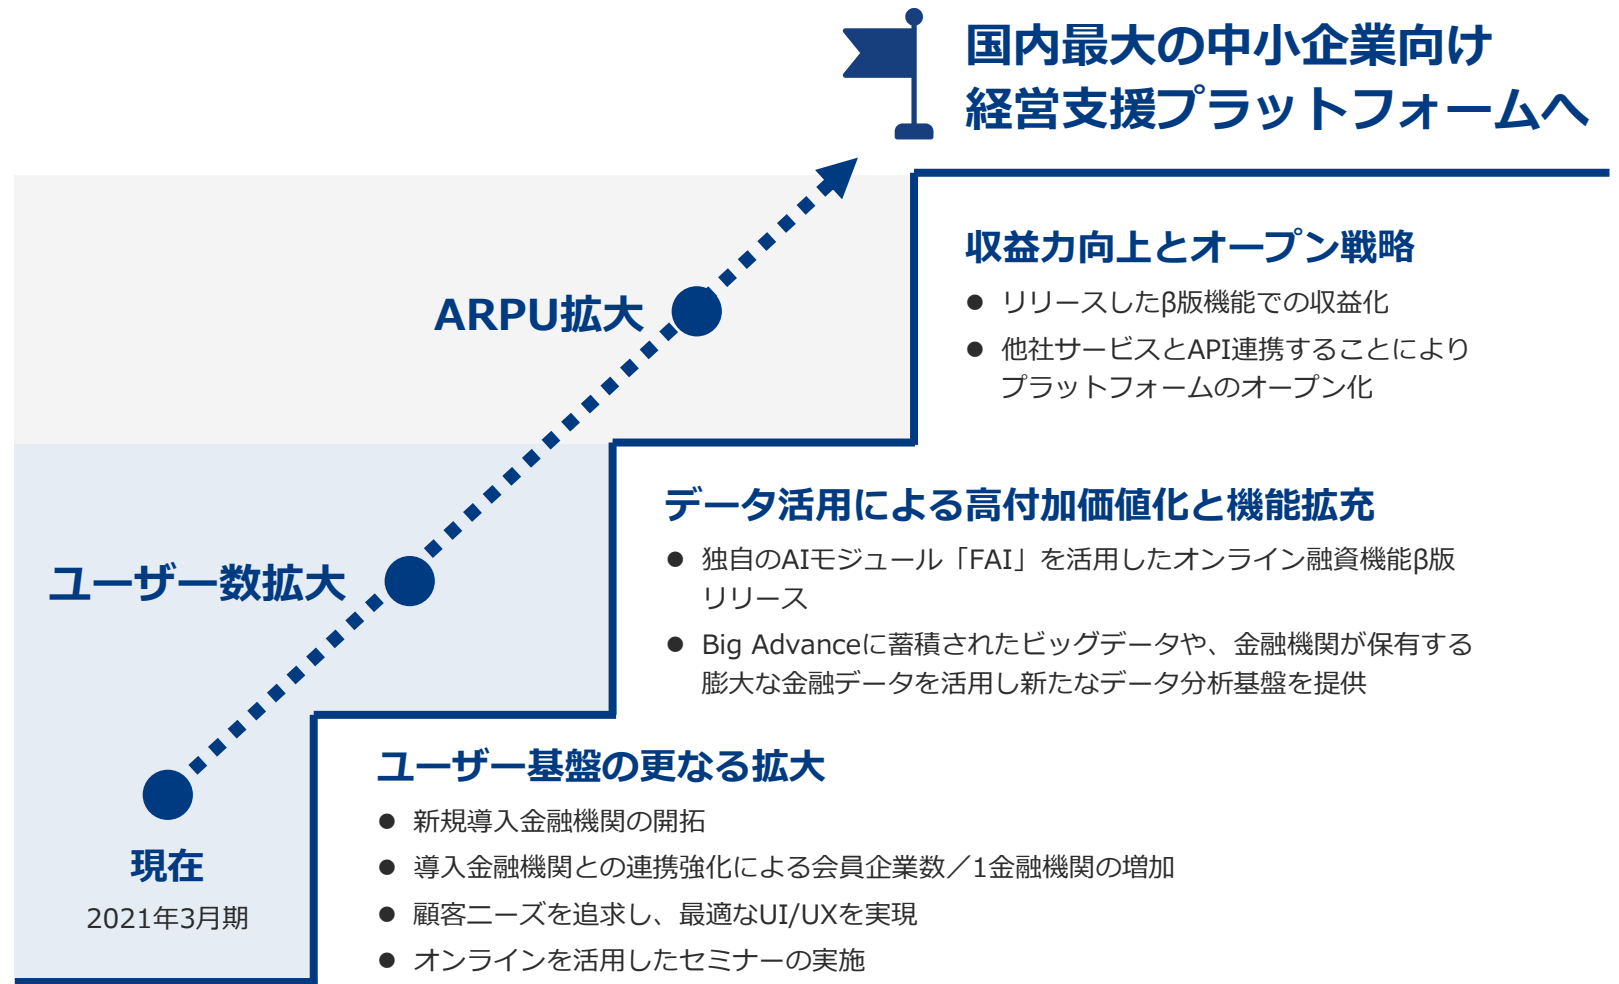 国内最大の中小企業向け
経営支援プラットフォームへ
収益力向上とオープン戦略
● リリースしたβ版機能での収益化
● 他社サービスとAPI連携することにより
プラットフォームのオープン化
ARPU拡大
データ活用による高付加価値化と機能拡充
● 独自のAIモジュール「FAI」を活用したオンライン融資機能β版
リリース
● Big Advanceに蓄積されたビッグデータや、金融機関が保有する
膨大な金融データを活用し新たなデータ分析基盤を提供
ユーザー数拡大
ユーザー基盤の更なる拡大
● 新規導入金融機関の開拓
● 導入金融機関との連携強化による会員企業数／1金融機関の増加
● 顧客ニーズを追求し、最適なUI/UXを実現
● オンラインを活用したセミナーの実施
現在
2021年3月期